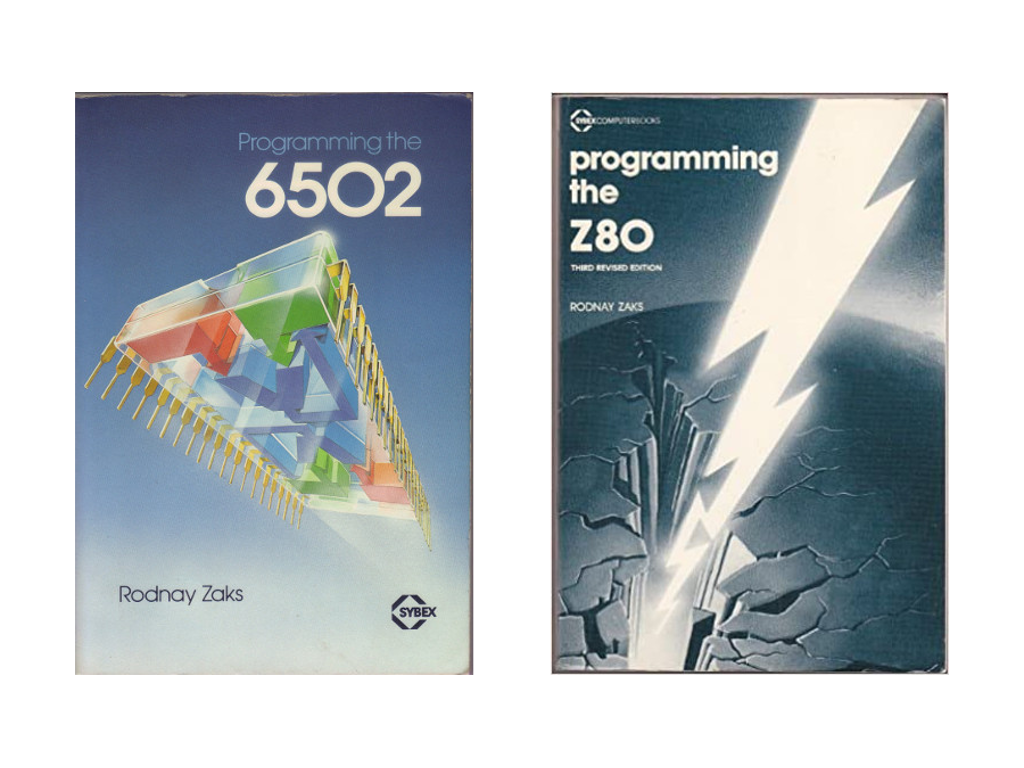 Programming the
6502
Rodnay Zaks
SYBEX
SYBEX COMPUTER BOOKS
programming
the
Z80
THIRD REVISED EDITION
RODNAY ZAKS